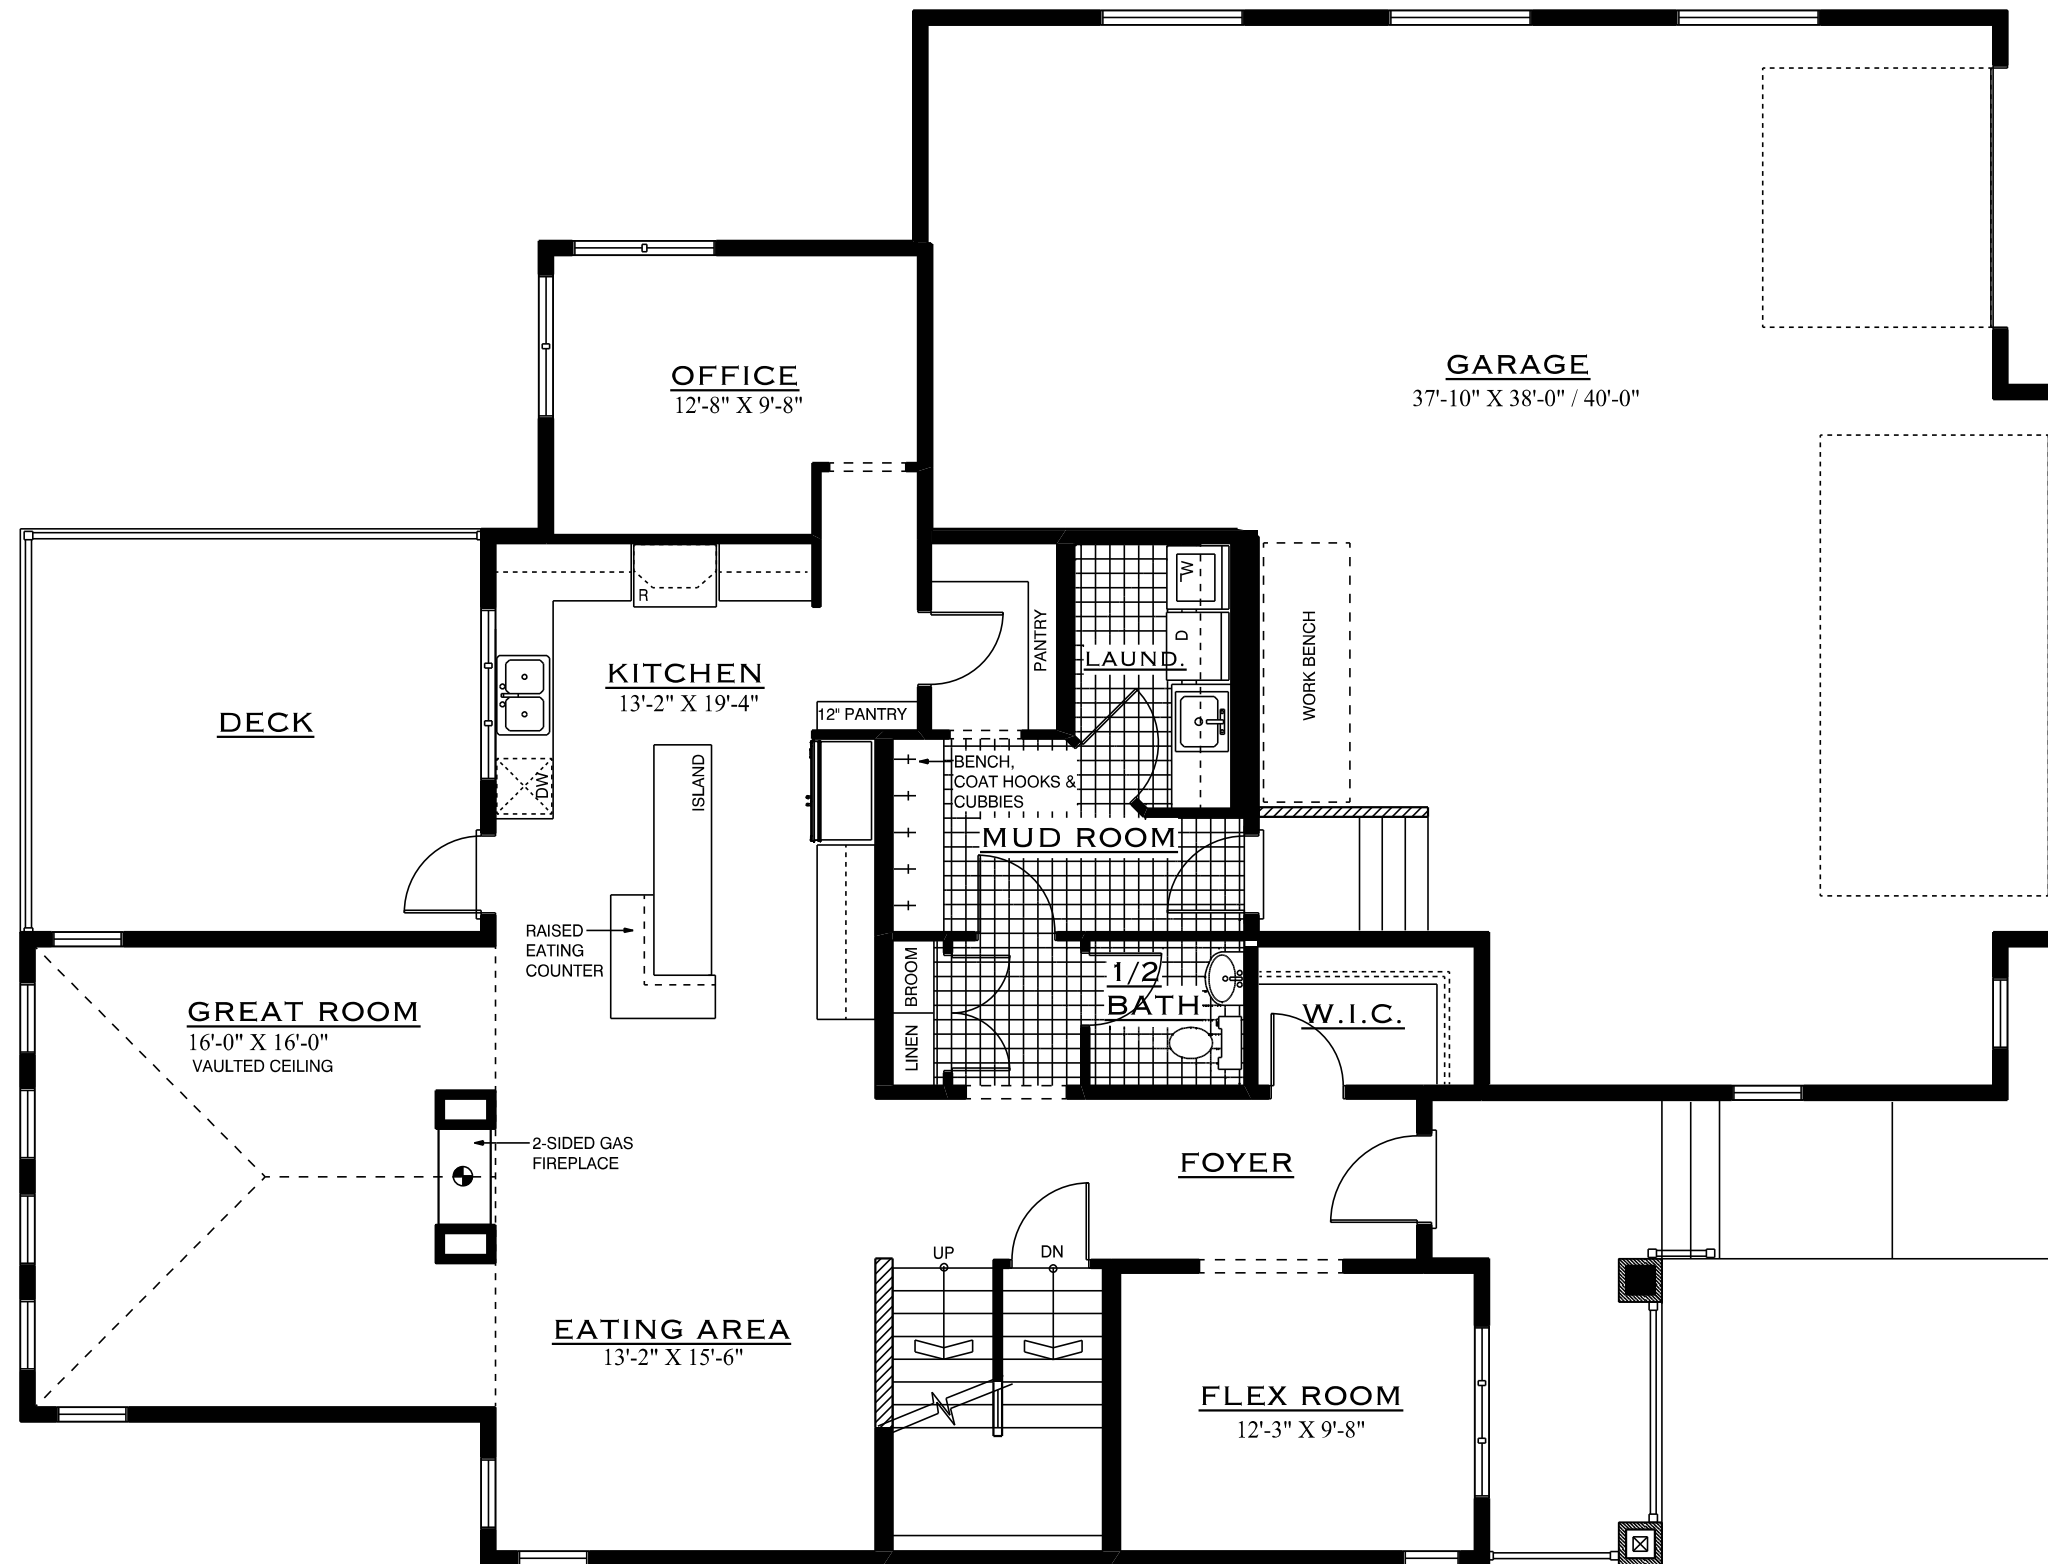 GARAGE
37'-10" X 38'-0" / 40'-0"
OFFICE
12'-8" X 9'-8"
R
W
D
PANTRY
LAUND.
WORK BENCH
KITCHEN
13'-2" X 19'-4"
12" PANTRY
DECK
DW
ISLAND
BENCH,
COAT HOOKS &
CUBBIES
MUD ROOM
RAISED
EATING
COUNTER
BROOM
LINEN
1/2
BATH
W.I.C.
GREAT ROOM
16'-0" X 16'-0"
VAULTED CEILING
2-SIDED GAS
FIREPLACE
FOYER
UP
DN
EATING AREA
13'-2" X 15'-6"
FLEX ROOM
12'-3" X 9'-8"